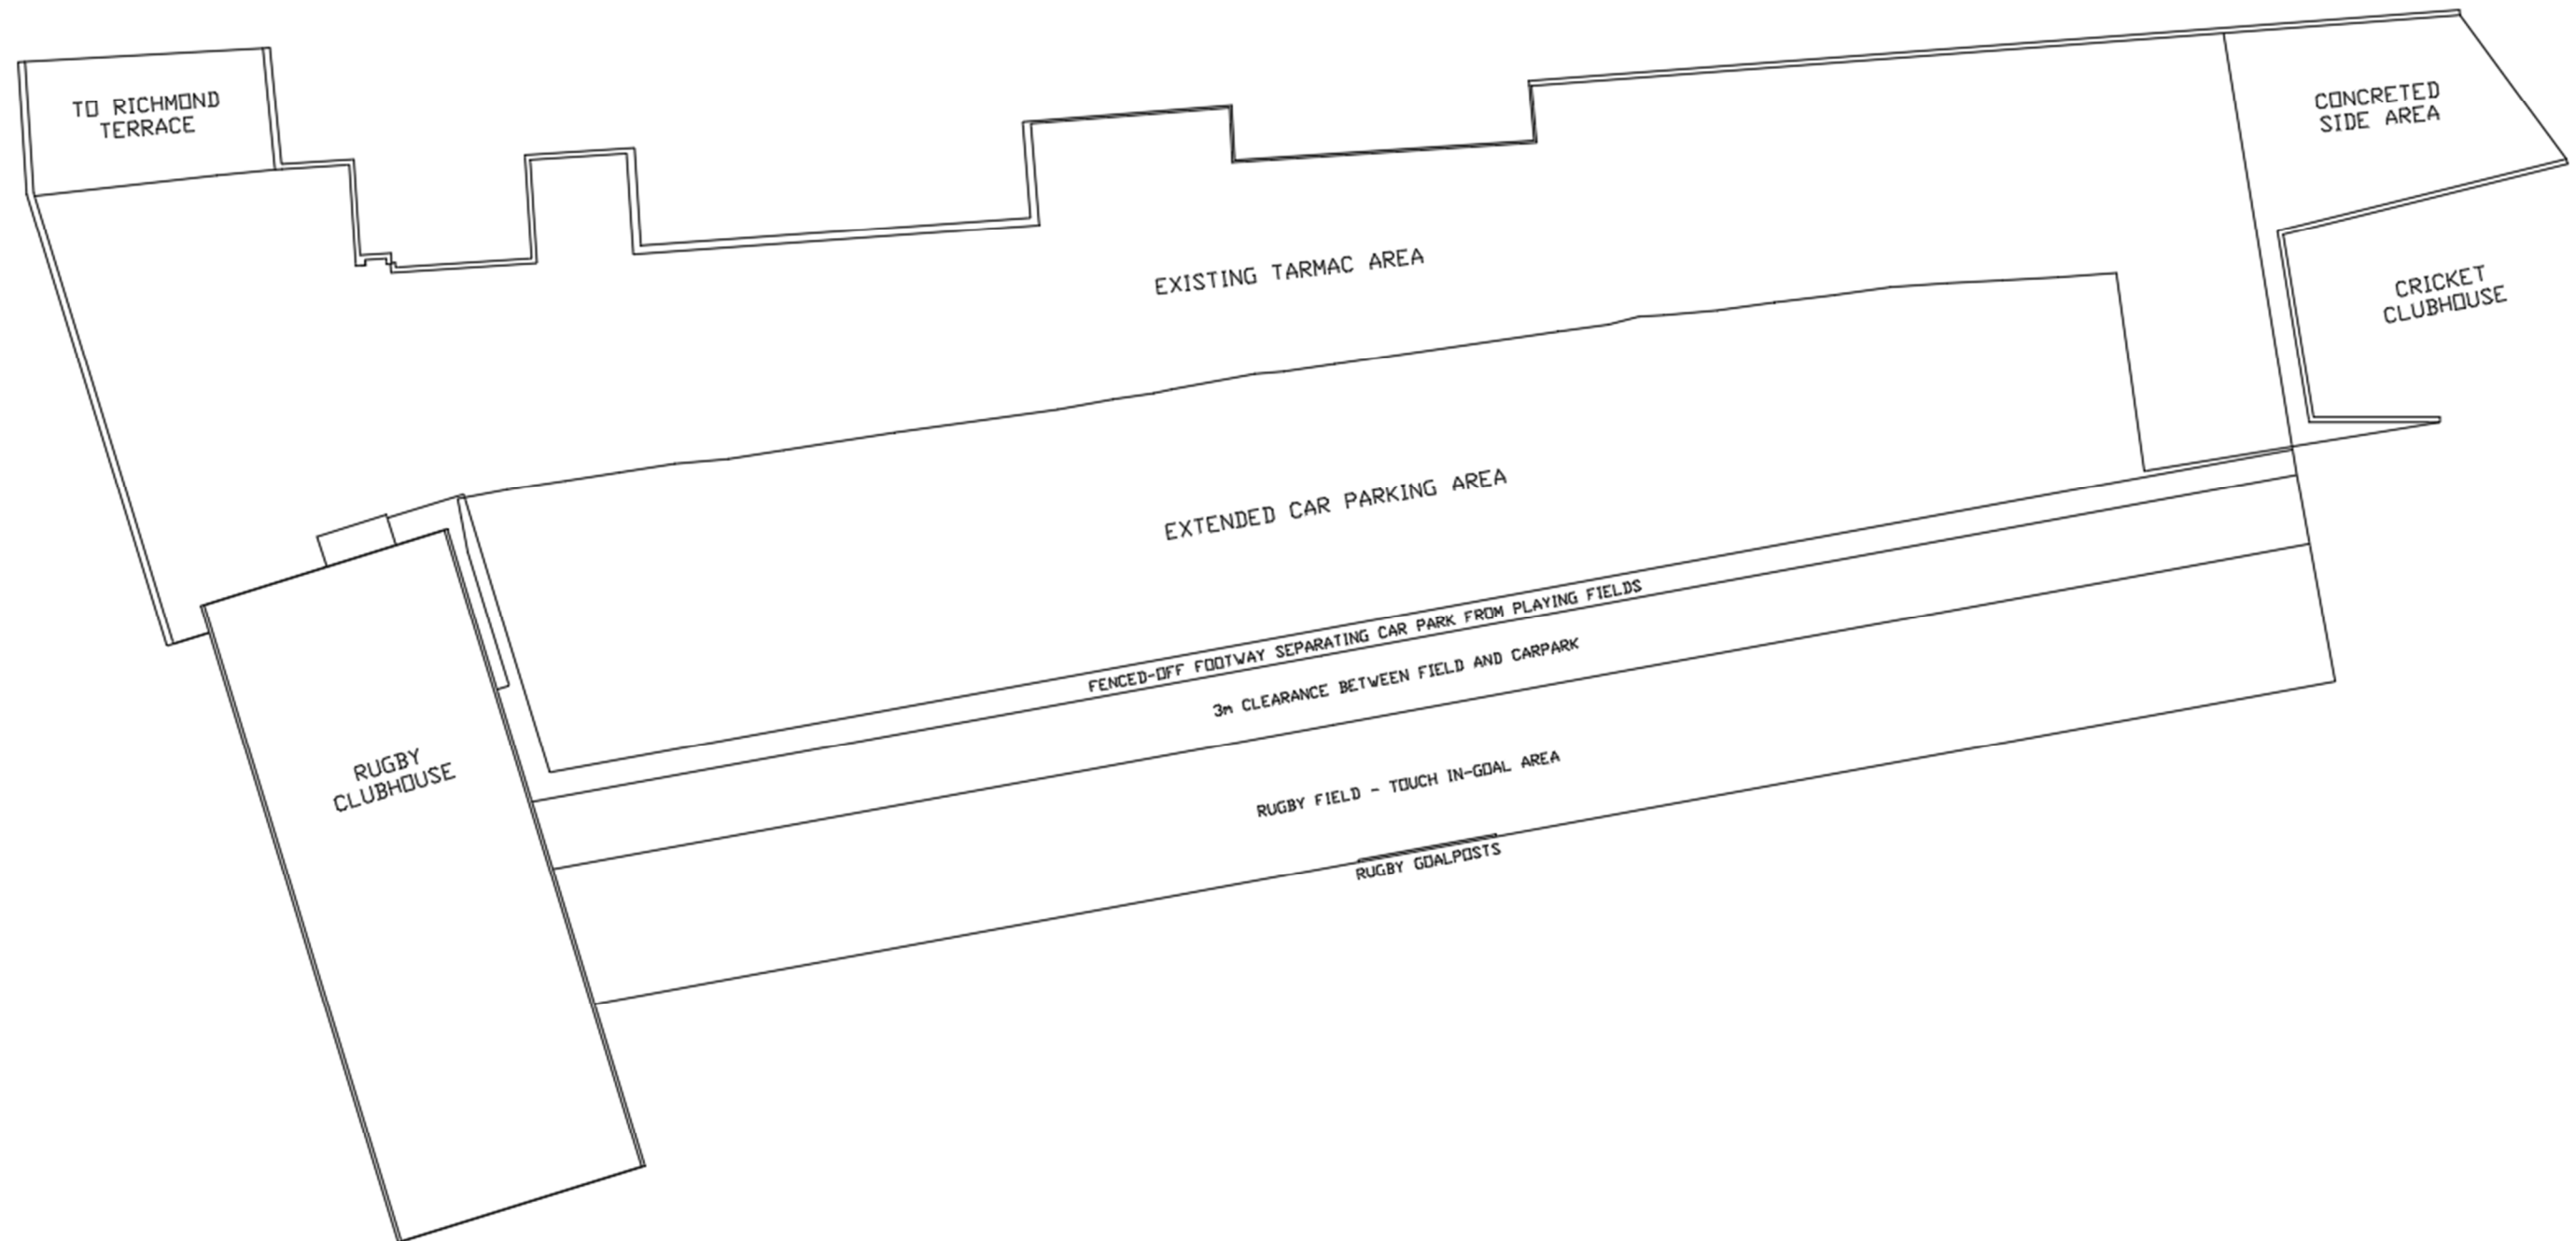 TO RICHMOND
TERRACE
CONCRETED
SIDE AREA
EXISTING TARMAC AREA
CRICKET
CLUBHOUSE
EXTENDED CAR PARKING AREA
FENCED-OFF FOOTWAY SEPARATING CAR PARK FROM PLAYING FIELDS
3m CLEARANCE BETWEEN FIELD AND CARPARK
RUGBY
CLUBHOUSE
RUGBY FIELD - TOUCH IN-GOAL AREA
RUGBY GOALPOSTS